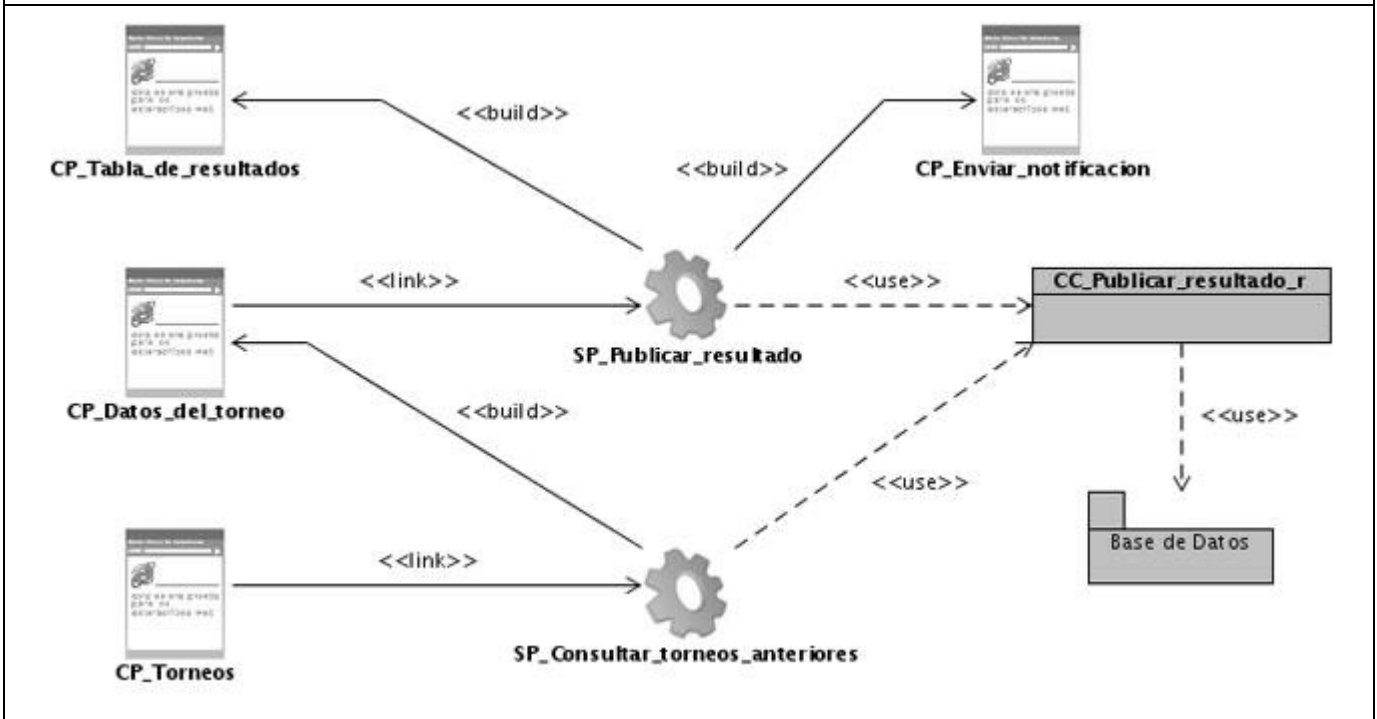 <<build>>
<<build>>
CP_Tabla_de_resultados
CP_Enviar_notificacion
<<link>>
<<use>>
CC_Publicar_resultado_r
SP_Publicar_resultado
CP_Datos_del_torneo
<<build>>
<<use>>
<<use>>
Base de Datos
<<link>>
SP_Consultar_torneos_anteriores
CP_Torneos